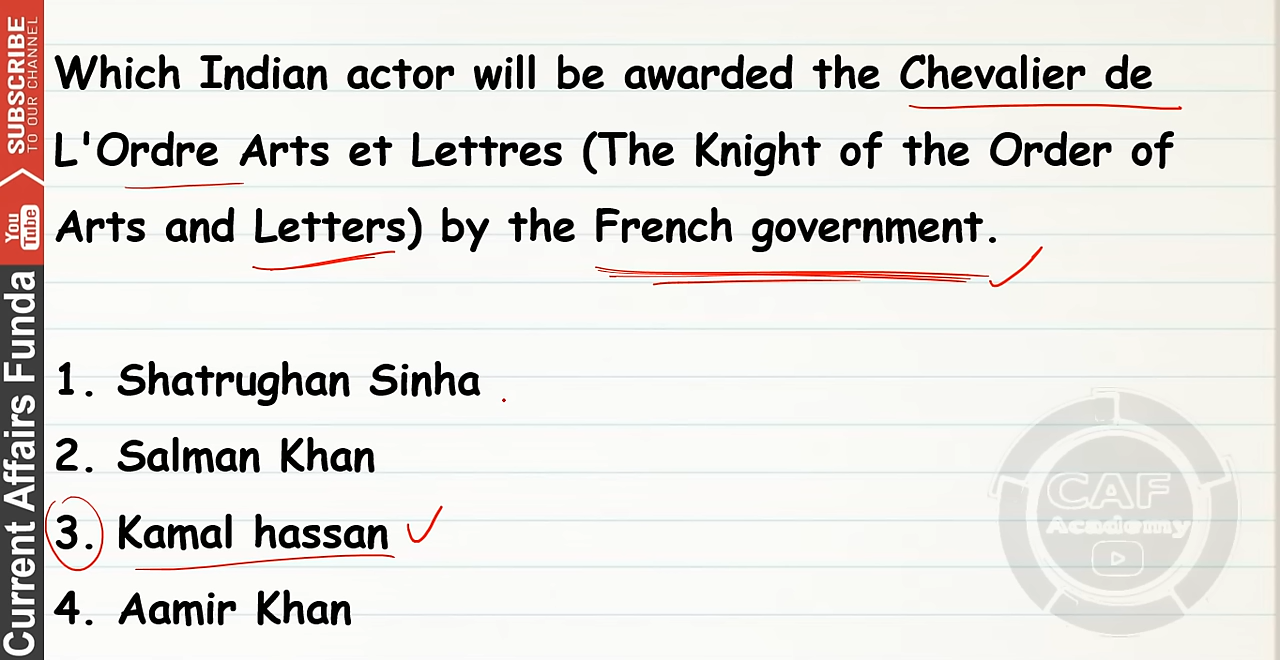 Which Indian actor will be awarded the Chevalier de
L'Ordre Arts et Lettres (The Knight of the Order of
Arts and Letters) by the French government.
1. Shatrughan Sinha
2. Salman Khan
3. Kamal hassan
4. Aamir Khan
SUBSCRIBE
TO OUR CHANNEL
You
Tube
Current Affairs Funda
CAF
Academy